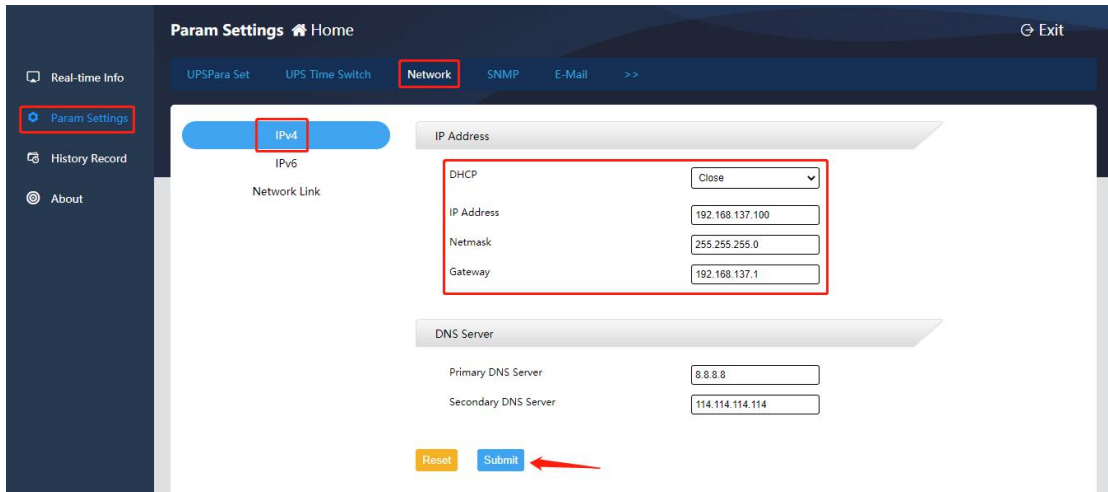 Param Settings Home
Exit
Real-time Info
Param Settings
History Record
About
UPSPara Set UPS Time Switch Network SNMP E-Mail >>
IPv4
IPv6
Network Link
IP Address
DHCP Close
IP Address 192.168.137.100
Netmask 255.255.255.0
Gateway 192.168.137.1
DNS Server
Primary DNS Server 8.8.8.8
Secondary DNS Server 114.114.114.114
Reset Submit